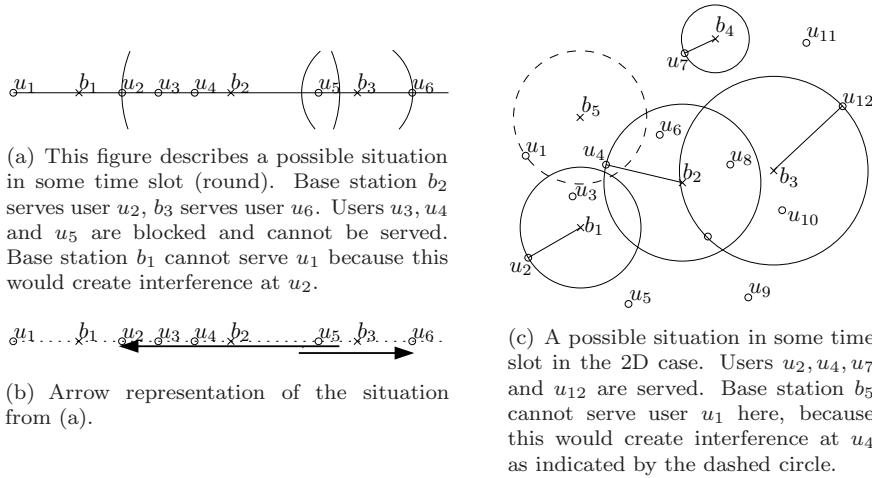 u1 b1 u2 u3 u4 b2 u5 b3 u6
(a) This figure describes a possible situation
in some time slot (round). Base station b2
serves user u2, b3 serves user u6. Users u3, u4
and u5 are blocked and cannot be served.
Base station b1 cannot serve u1 because this
would create interference at u2.
u1 b1 u2 u3 u4 b2 u5 b3 u6
(b) Arrow representation of the situation
from (a).
b4
u11
u7
u12
b5
u6
u1
u4
u8
b2
b3
u3
u10
b1
u2
u9
u5
(c) A possible situation in some time
slot in the 2D case. Users u2, u4, u7
and u12 are served. Base station b5
cannot serve user u1 here, because
this would create interference at u4
as indicated by the dashed circle.